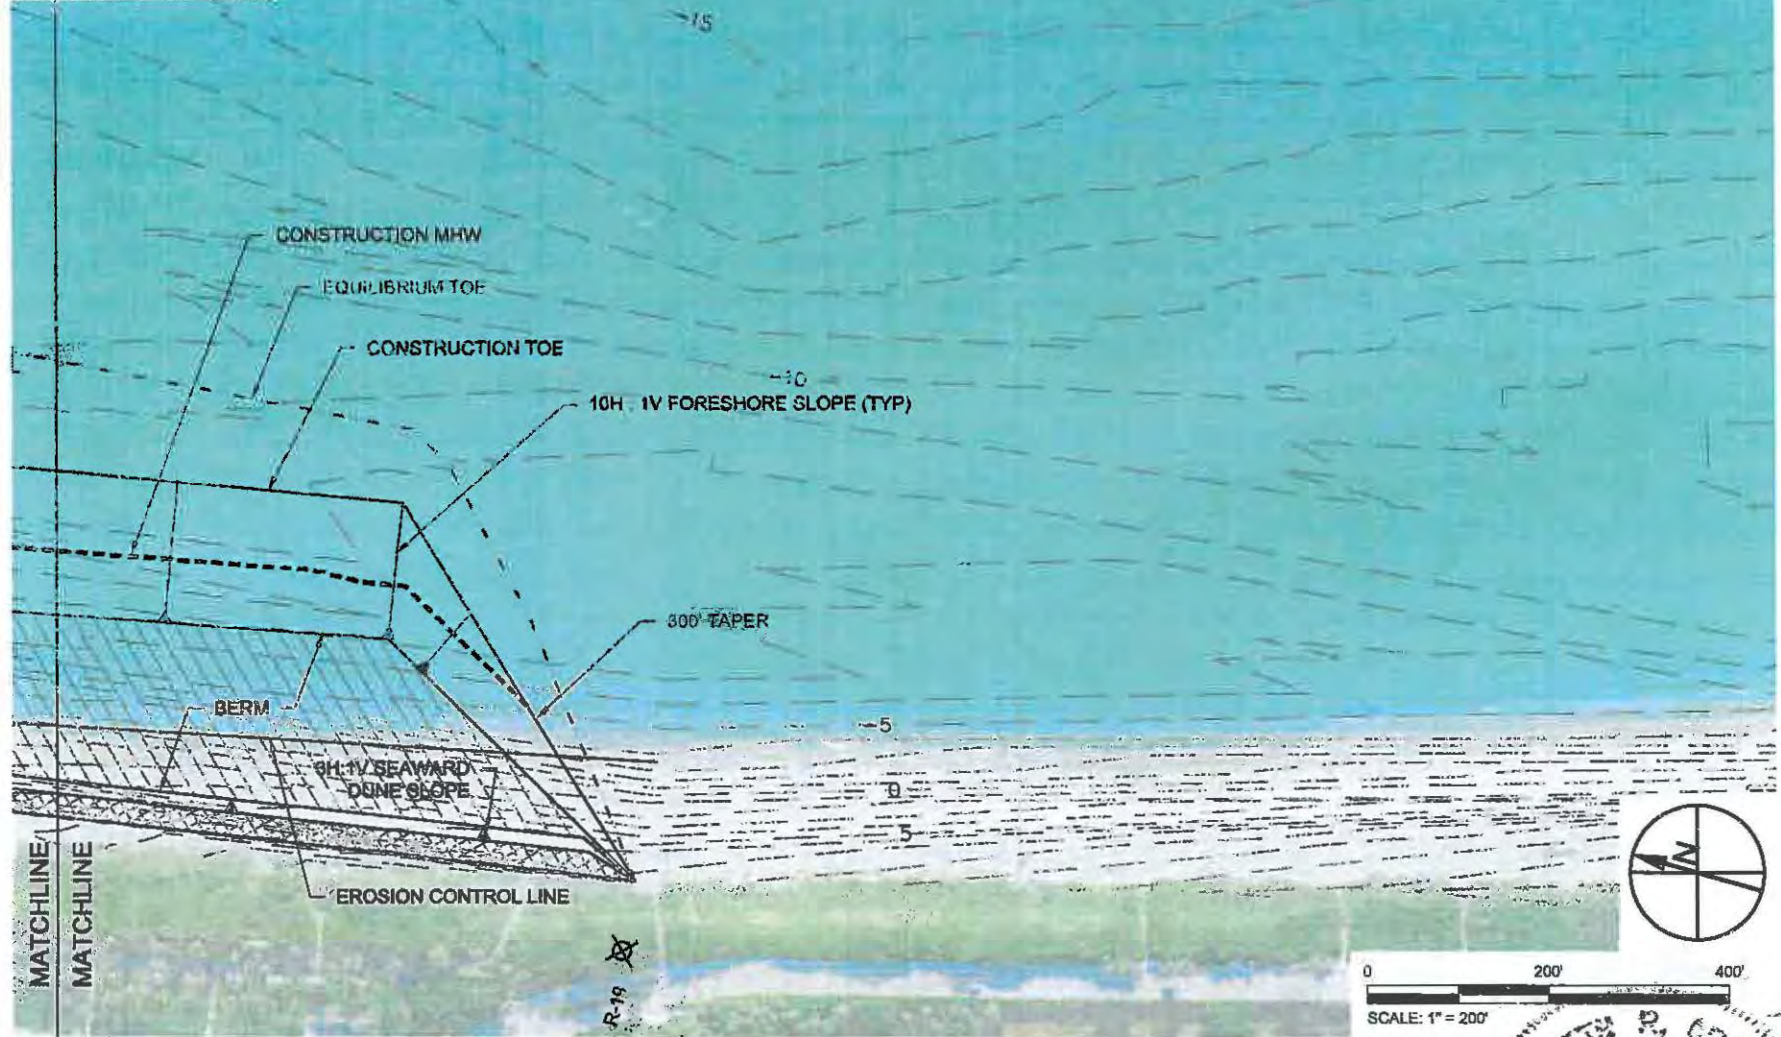 -15
CONSTRUCTION MHW
EQUILIBRIUM TOE
CONSTRUCTION TOE
-10
10H : 1V FORESHORE SLOPE (TYP)
300' TAPER
BERM
-5
3H:1V SEAWARD
DUNE SLOPE
0
5
EROSION CONTROL LINE
MATCHLINE
MATCHLINE
R-19
N
0 200' 400'
SCALE: 1" = 200'